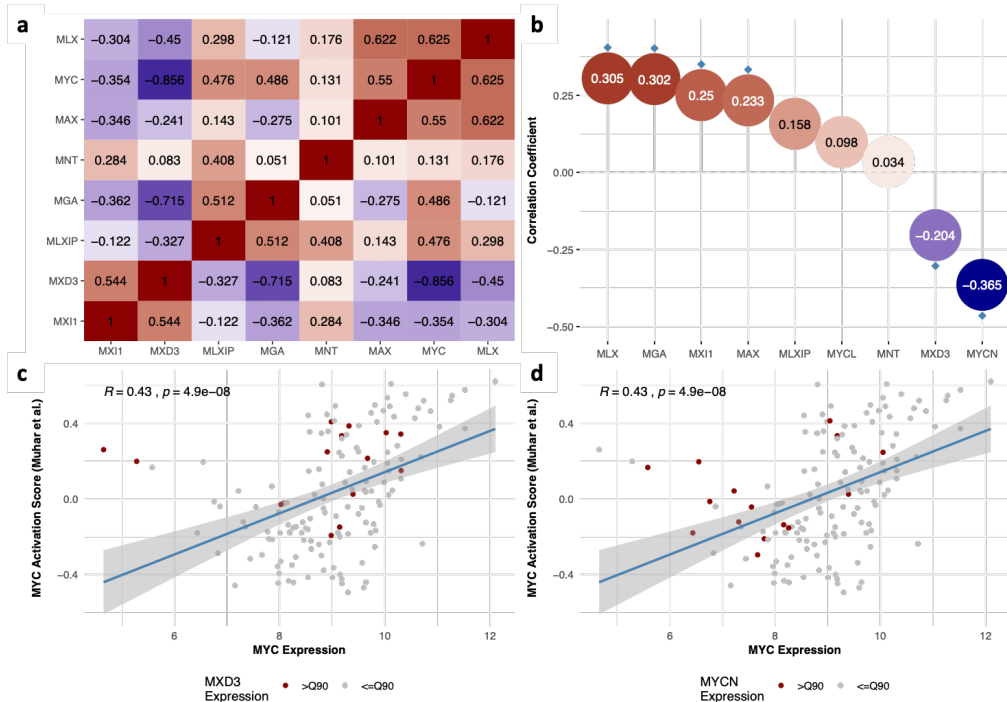 a
MLX −0.304 −0.45 0.298 −0.121 0.176 0.622 0.625 1
MYC −0.354 −0.856 0.476 0.486 0.131 0.55 1 0.625
MAX −0.346 −0.241 0.143 −0.275 0.101 1 0.55 0.622
MNT 0.284 0.083 0.408 0.051 1 0.101 0.131 0.176
MGA −0.362 −0.715 0.512 1 0.051 −0.275 0.486 −0.121
MLXIP −0.122 −0.327 1 0.512 0.408 0.143 0.476 0.298
MXD3 0.544 1 −0.327 −0.715 0.083 −0.241 −0.856 −0.45
MXI1 1 0.544 −0.122 −0.362 0.284 −0.346 −0.354 −0.304
MXI1 MXD3 MLXIP MGA MNT MAX MYC MLX
b
Correlation Coefficient
0.25
0.00
−0.25
−0.50
0.305 0.302 0.25 0.233 0.158 0.098 0.034 −0.204 −0.365
MLX MGA MXI1 MAX MLXIP MYCL MNT MXD3 MYCN
c
R = 0.43 , p = 4.9e−08
MYC Activation Score (Muhar et al.)
0.4
0.0
−0.4
6 8 10 12
MYC Expression
MXD3
Expression
>Q90 <=Q90
d
R = 0.43 , p = 4.9e−08
MYC Activation Score (Muhar et al.)
0.4
0.0
−0.4
6 8 10 12
MYC Expression
MYCN
Expression
>Q90 <=Q90